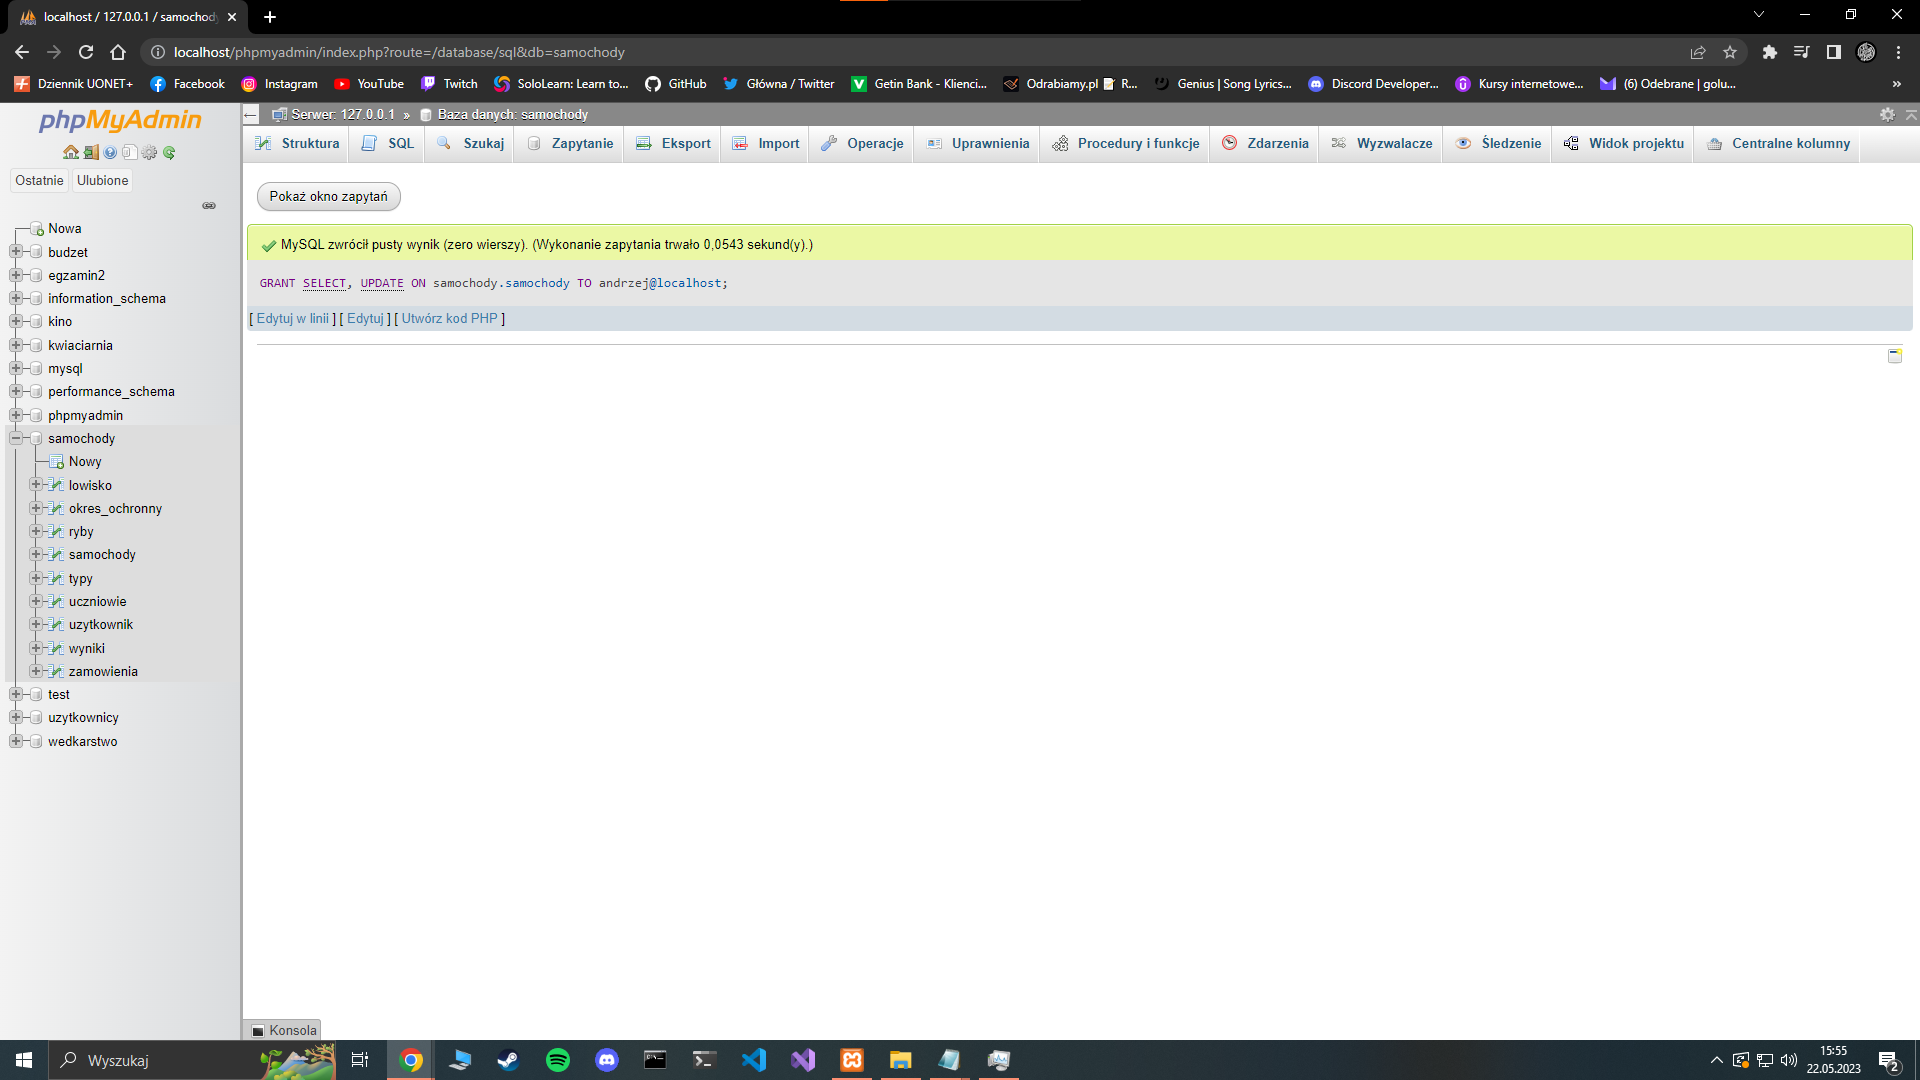 localhost / 127.0.0.1 / samochody
localhost/phpmyadmin/index.php?route=/database/sql&db=samochody
Dziennik UONET+ Facebook Instagram YouTube Twitch SoloLearn: Learn to... GitHub Główna / Twitter Getin Bank - Klienci... Odrabiamy.pl R... Genius | Song Lyrics... Discord Developer... Kursy internetowe... (6) Odebrane | golu... »
phpMyAdmin
Ostatnie Ulubione
Nowa
budzet
egzamin2
information_schema
kino
kwiaciarnia
mysql
performance_schema
phpmyadmin
samochody
Nowy
lowisko
okres_ochronny
ryby
samochody
typy
uczniowie
uzytkownik
wyniki
zamowienia
test
uzytkownicy
wedkarstwo
Serwer: 127.0.0.1 » Baza danych: samochody
Struktura SQL Szukaj Zapytanie Eksport Import Operacje Uprawnienia Procedury i funkcje Zdarzenia Wyzwalacze Śledzenie Widok projektu Centralne kolumny
Pokaż okno zapytań
MySQL zwrócił pusty wynik (zero wierszy). (Wykonanie zapytania trwało 0,0543 sekund(y).)
GRANT SELECT, UPDATE ON samochody.samochody TO andrzej@localhost;
[ Edytuj w linii ] [ Edytuj ] [ Utwórz kod PHP ]
Konsola
Wyszukaj
15:55
22.05.2023
2